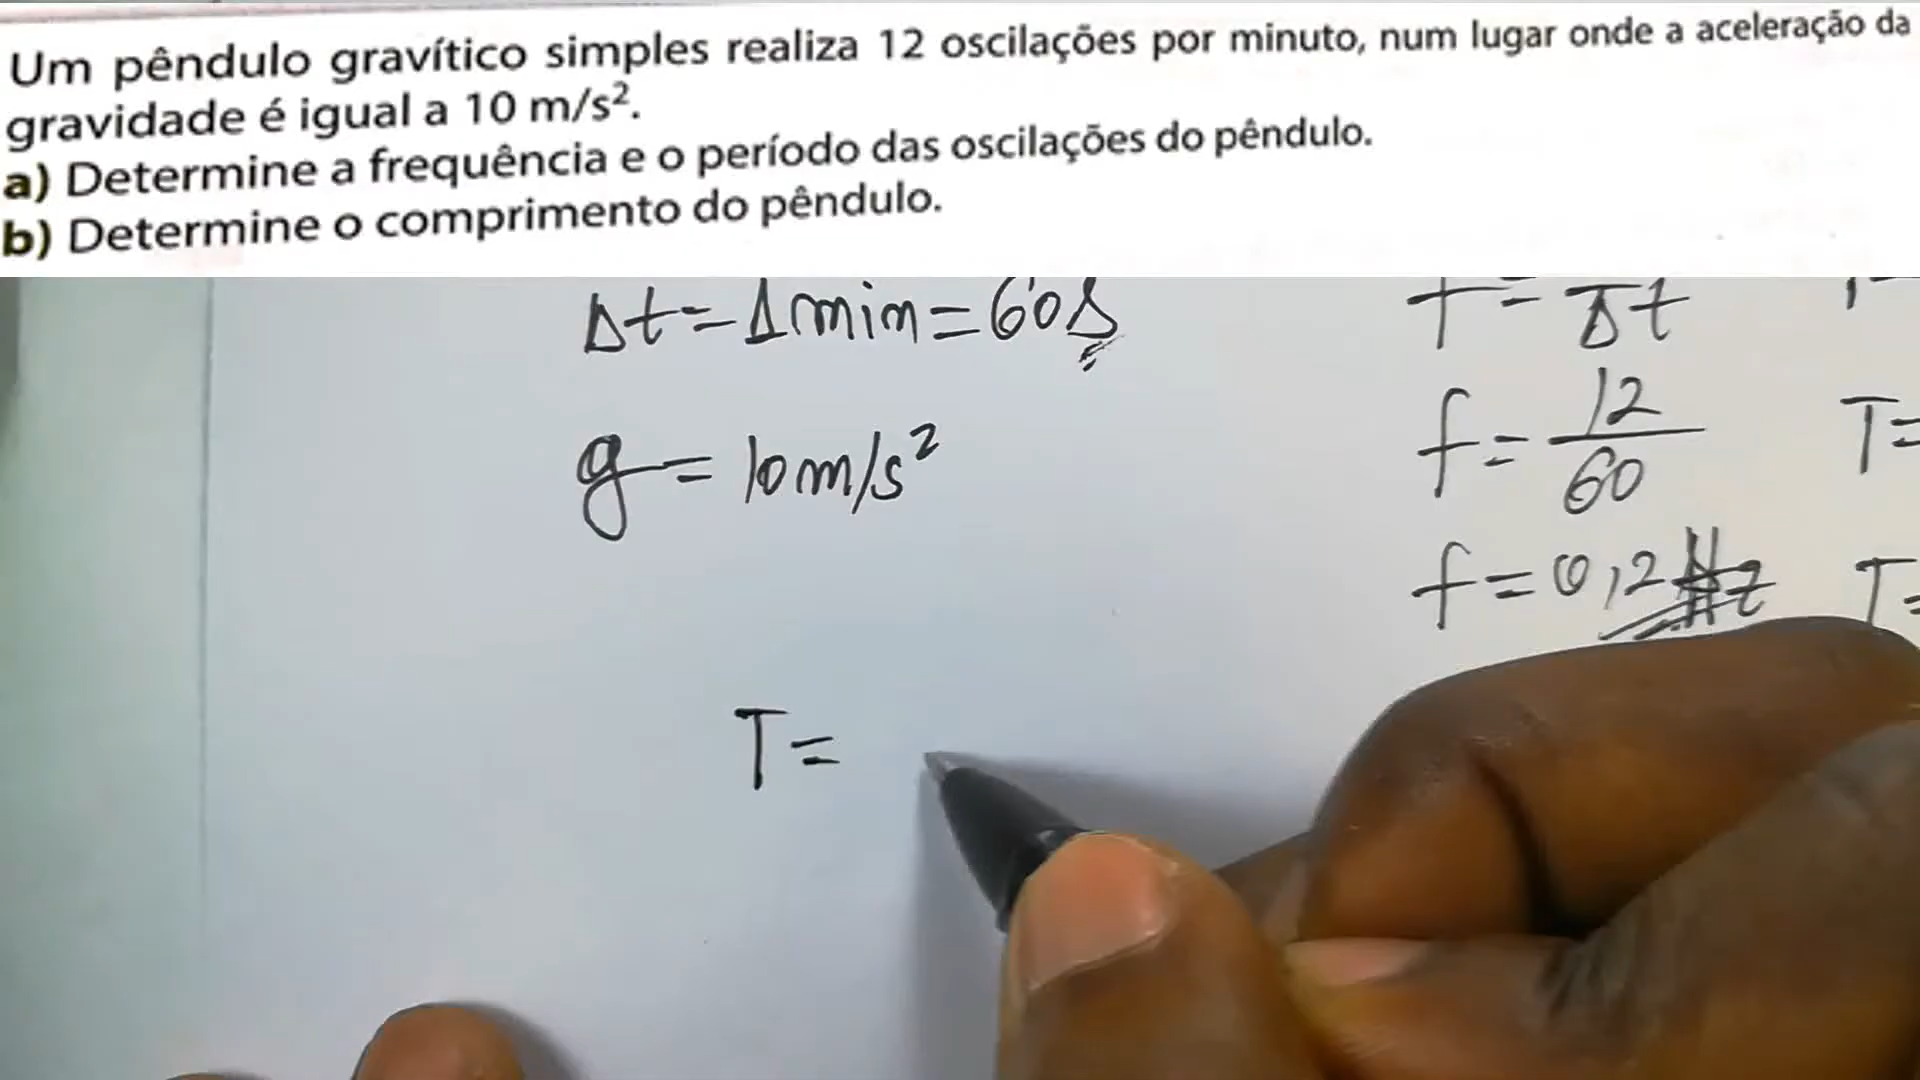 Um pêndulo gravítico simples realiza 12 oscilações por minuto, num lugar onde a aceleração da
gravidade é igual a 10 m/s².
a) Determine a frequência e o período das oscilações do pêndulo.
b) Determine o comprimento do pêndulo.
Δt = 1min = 60s
g = 10m/s²
T =
Δt
f = 12/60
T =
f = 0,2 Hz
T =